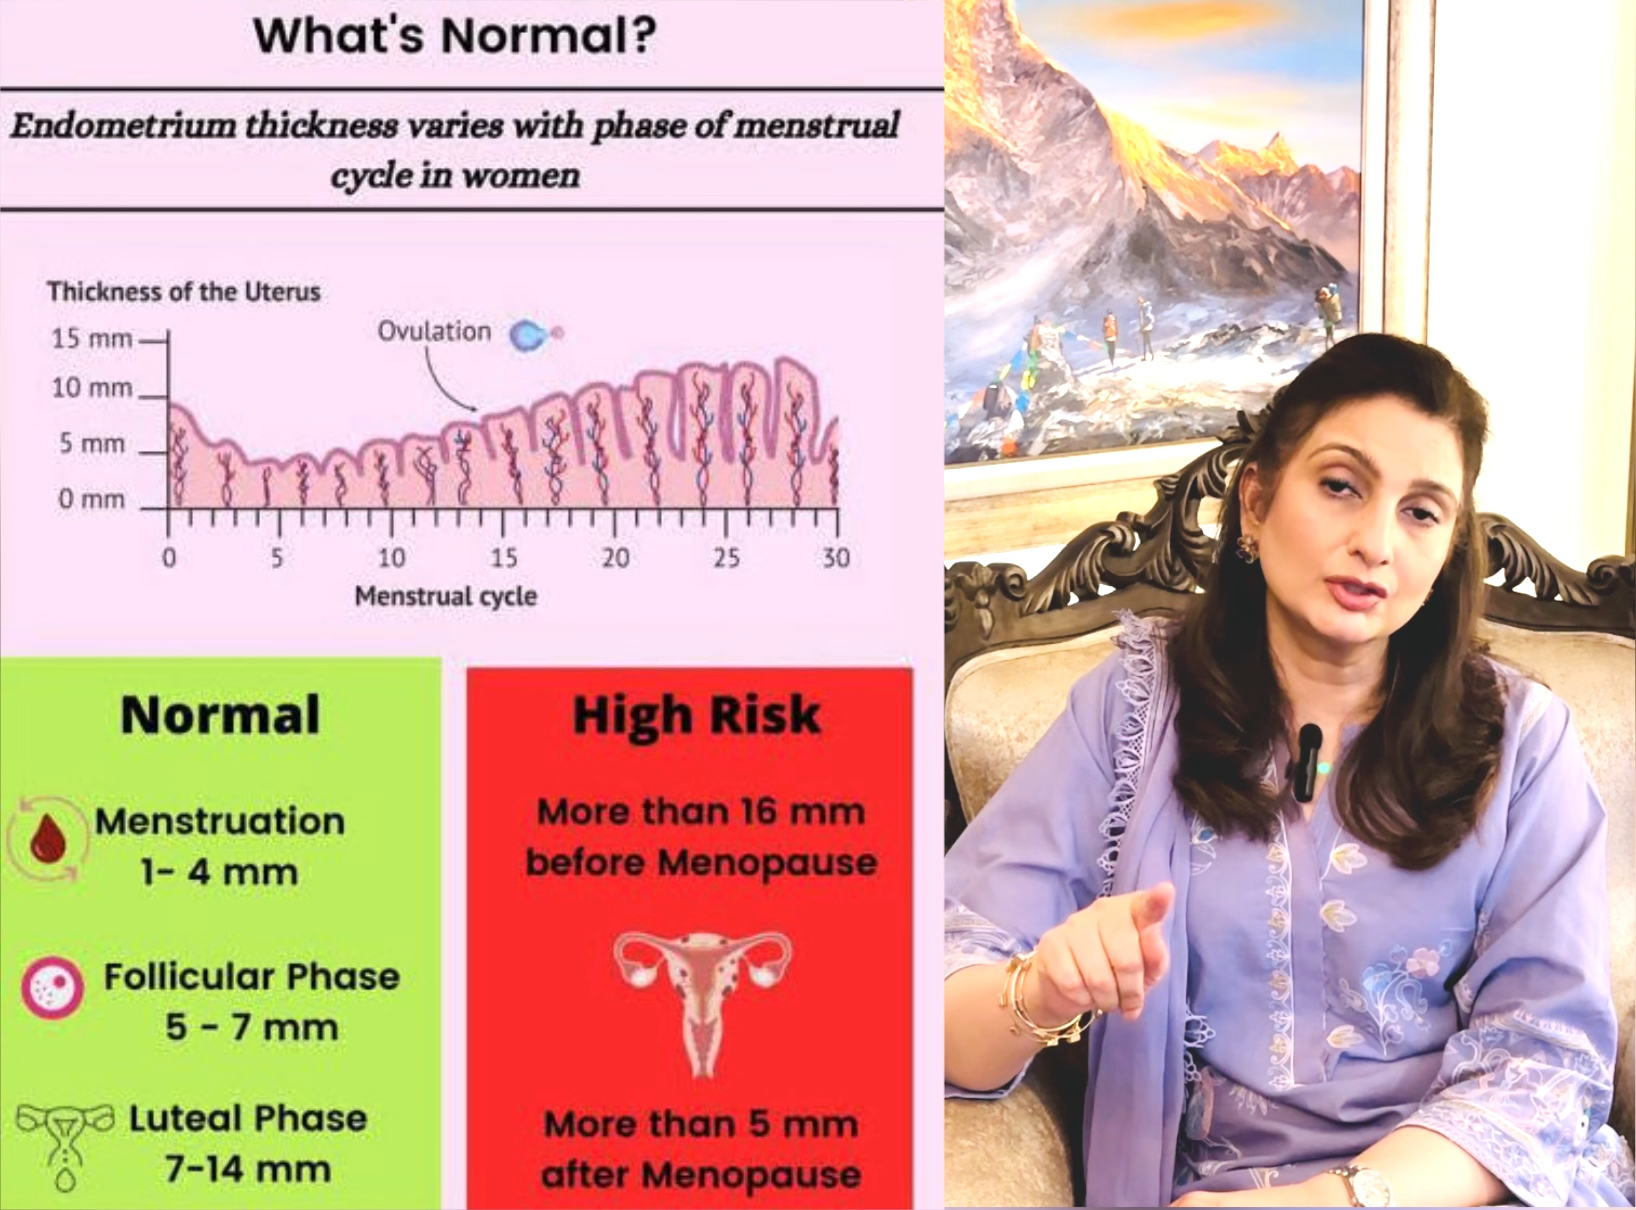 What's Normal?
Endometrium thickness varies with phase of menstrual
cycle in women
Thickness of the Uterus
15 mm
10 mm
5 mm
0 mm
Ovulation
0 5 10 15 20 25 30
Menstrual cycle
Normal
Menstruation
1- 4 mm
Follicular Phase
5 - 7 mm
Luteal Phase
7-14 mm
High Risk
More than 16 mm
before Menopause
More than 5 mm
after Menopause